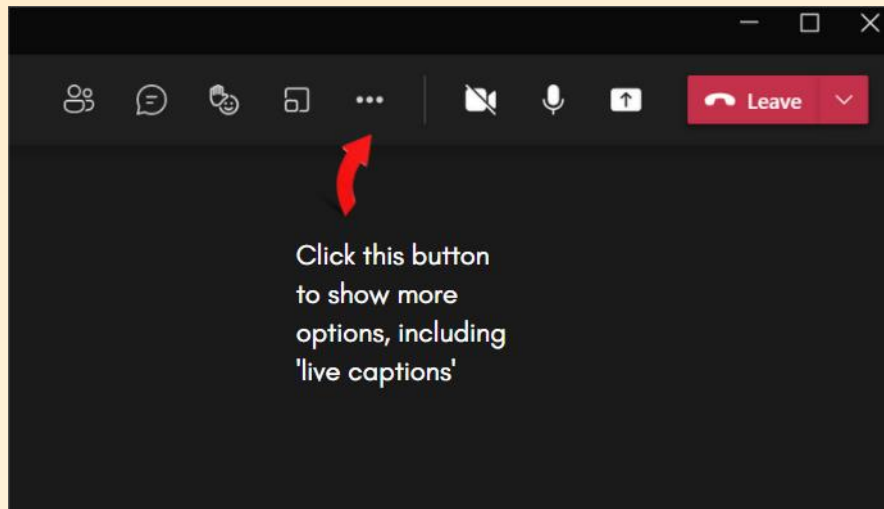 Leave
Click this button
to show more
options, including
'live captions'